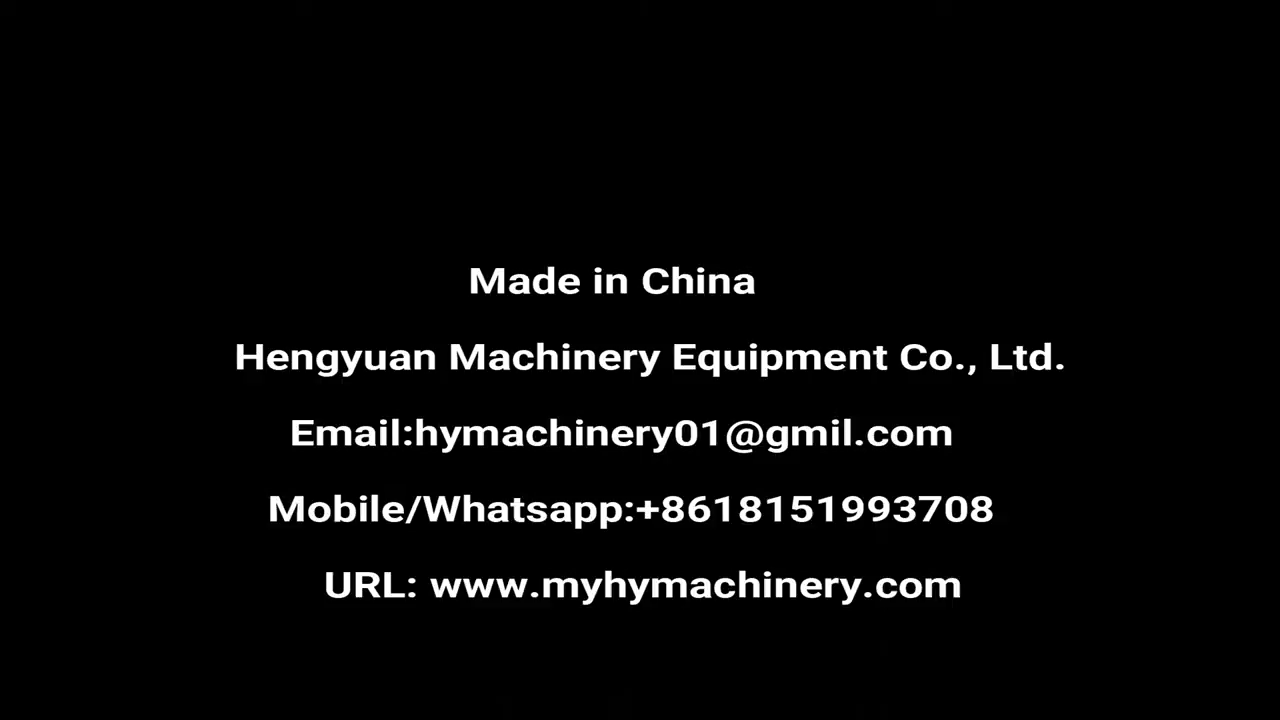 Made in China
Hengyuan Machinery Equipment Co., Ltd.
Email:hymachinery01@gmil.com
Mobile/Whatsapp:+8618151993708
URL: www.myhymachinery.com